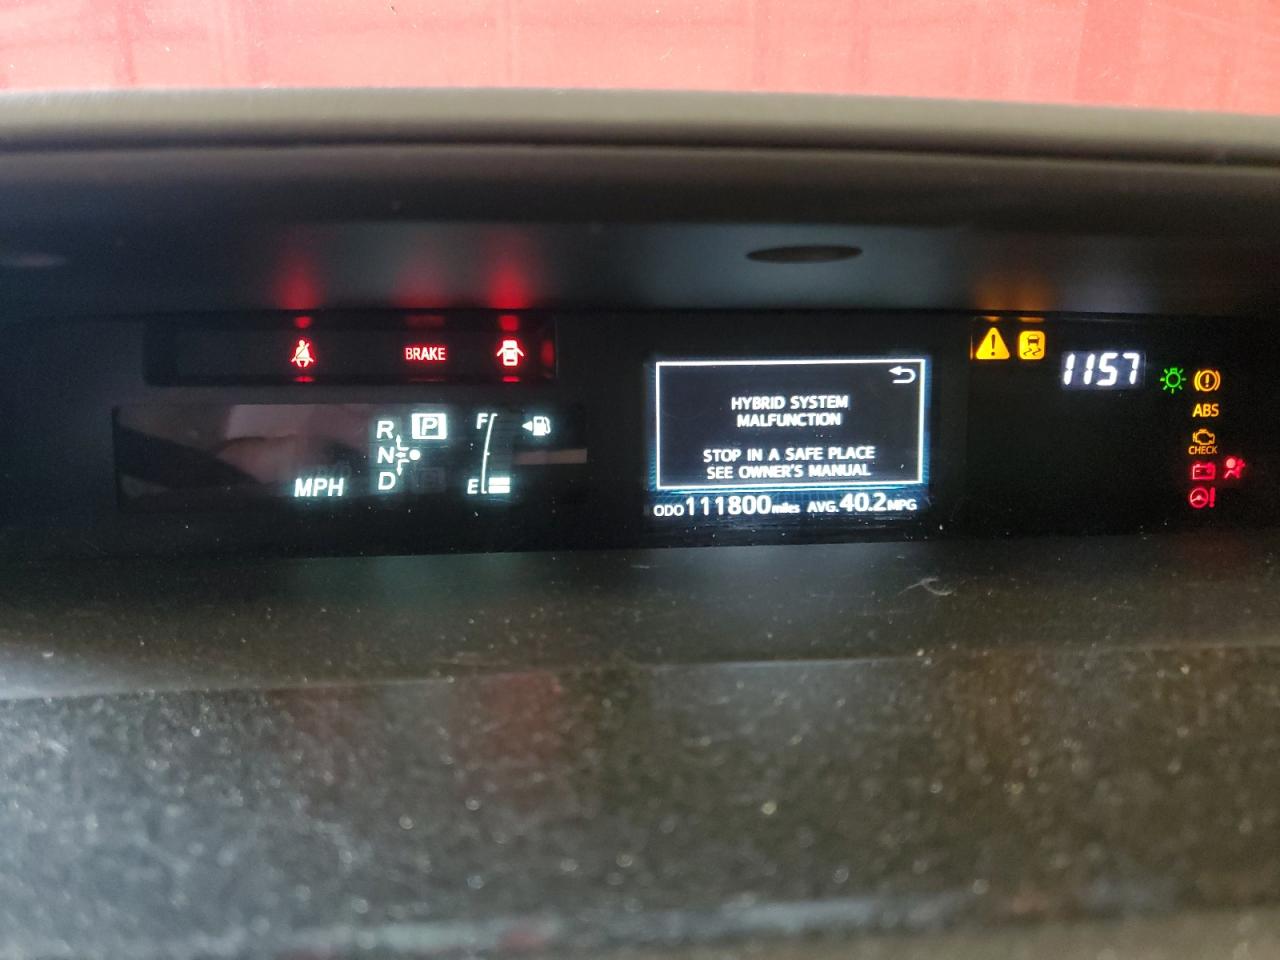 BRAKE
R
P
N
D
B
MPH
F
E
HYBRID SYSTEM
MALFUNCTION
STOP IN A SAFE PLACE
SEE OWNER'S MANUAL
ODO 111800 miles AVG. 40.2 MPG
1157
ABS
CHECK